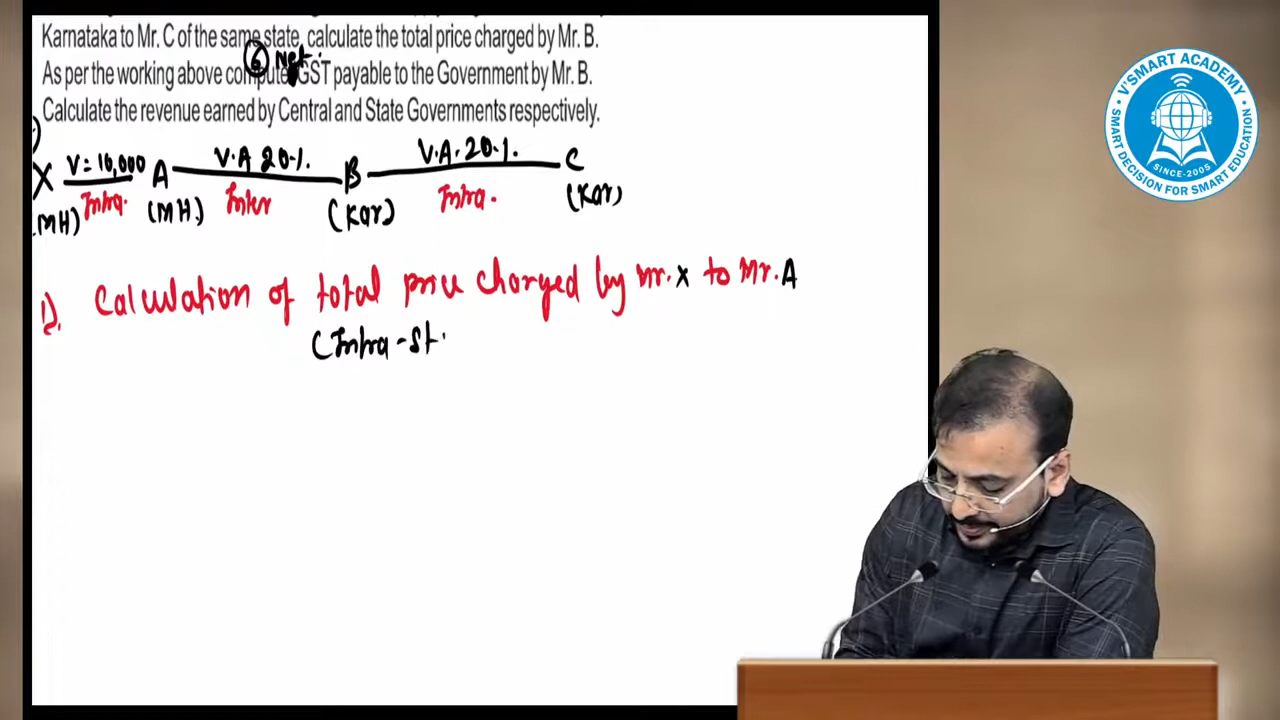 Karnataka to Mr. C of the same state, calculate the total price charged by Mr. B.
⑥ Net.
As per the working above compute GST payable to the Government by Mr. B.
Calculate the revenue earned by Central and State Governments respectively.
X V=10,000 A V.A 20%. B V.A. 20%. C
Intra. Inter Intra.
(MH) (MH.) (Kar) (Kar)
1). Calculation of total price charged by Mr. X to Mr. A
(Intra-St.
V'SMART ACADEMY
SINCE-2005
SMART DECISION FOR SMART EDUCATION